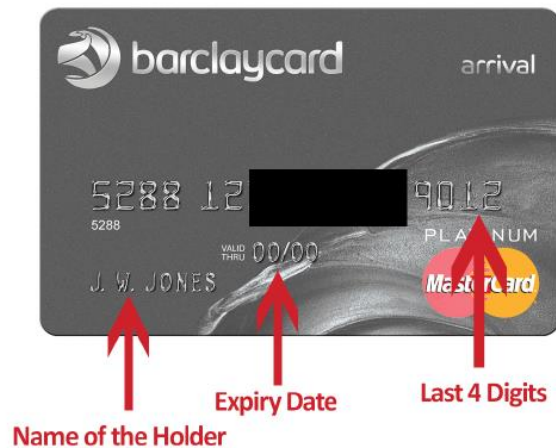 barclaycard
arrival
5288 12 9012
5288
PLATINUM
VALID THRU 00/00
J. W. JONES
MasterCard
Expiry Date
Last 4 Digits
Name of the Holder